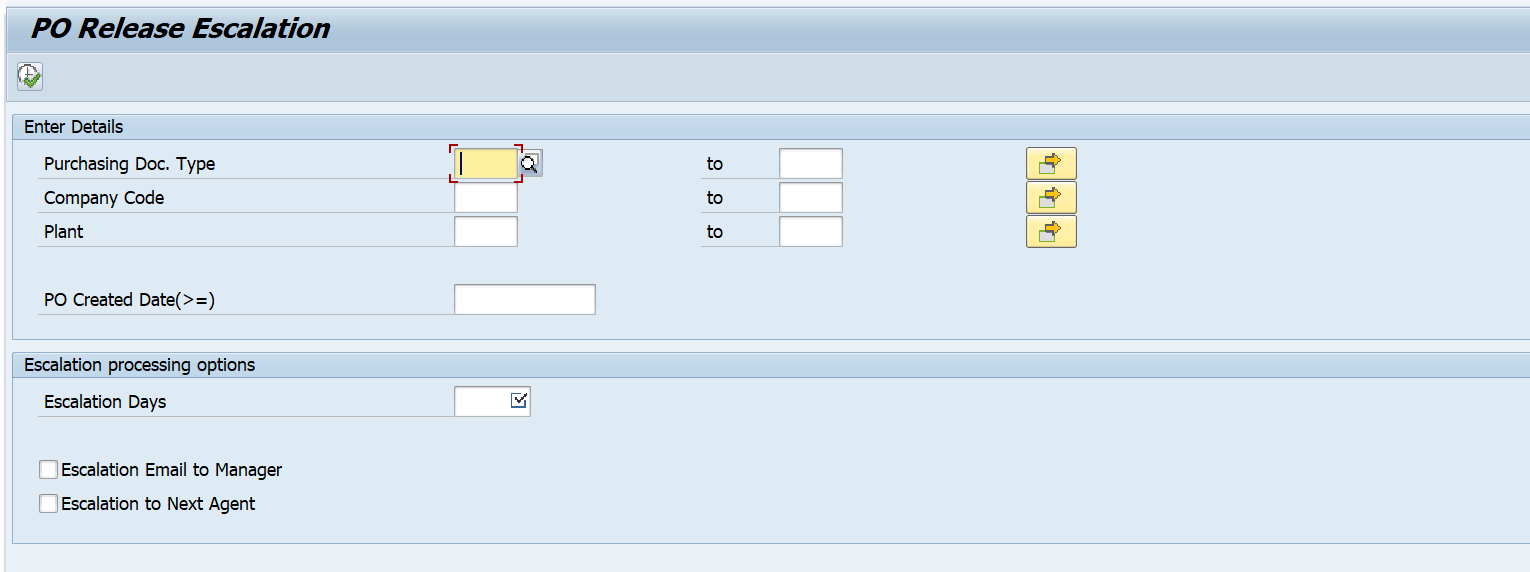 PO Release Escalation
Enter Details
Purchasing Doc. Type to
Company Code to
Plant to
PO Created Date(>=)
Escalation processing options
Escalation Days
Escalation Email to Manager
Escalation to Next Agent